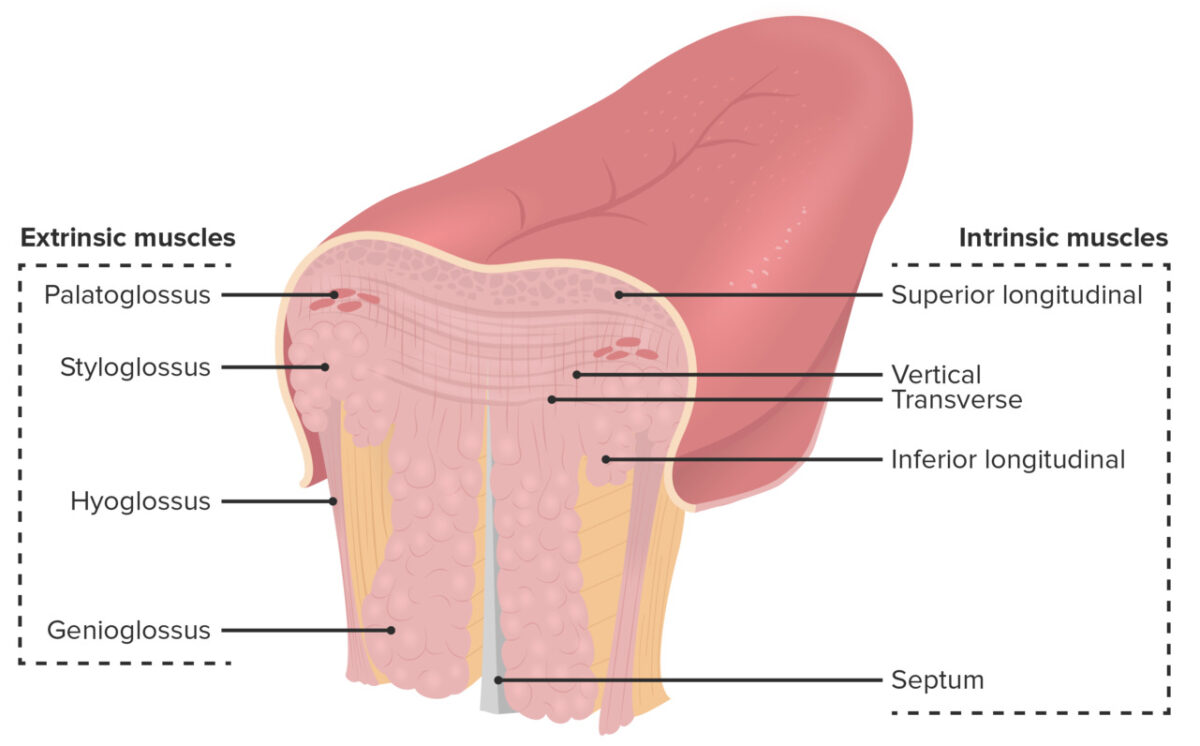 Extrinsic muscles
Palatoglossus
Styloglossus
Hyoglossus
Genioglossus
Intrinsic muscles
Superior longitudinal
Vertical
Transverse
Inferior longitudinal
Septum